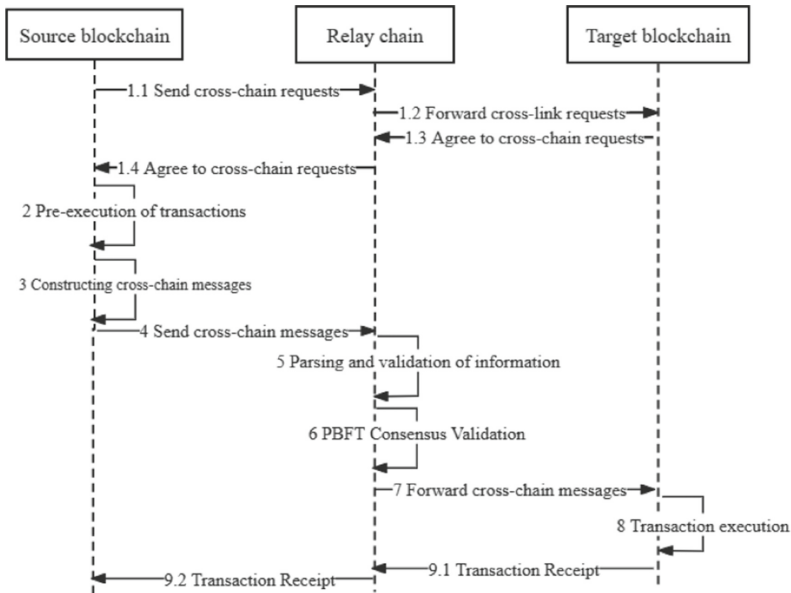 Source blockchain
Relay chain
Target blockchain
1.1 Send cross-chain requests
1.2 Forward cross-link requests
1.3 Agree to cross-chain requests
1.4 Agree to cross-chain requests
2 Pre-execution of transactions
3 Constructing cross-chain messages
4 Send cross-chain messages
5 Parsing and validation of information
6 PBFT Consensus Validation
7 Forward cross-chain messages
8 Transaction execution
9.1 Transaction Receipt
9.2 Transaction Receipt